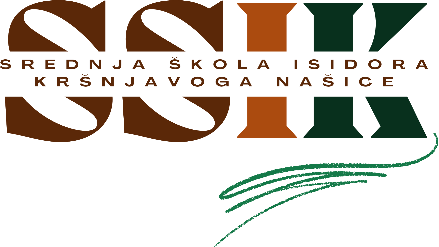 SSIK
SREDNJA ŠKOLA ISIDORA
KRŠNJAVOGA NAŠICE